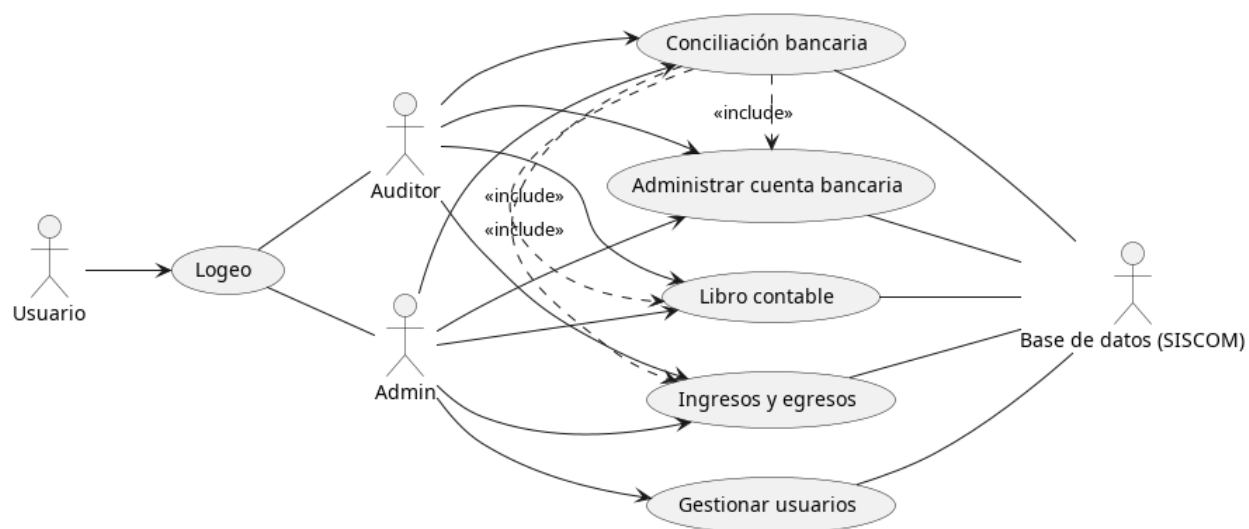 Conciliación bancaria
«include»
Administrar cuenta bancaria
Auditor
«include»
«include»
Usuario
Logeo
Libro contable
Base de datos (SISCOM)
Admin
Ingresos y egresos
Gestionar usuarios